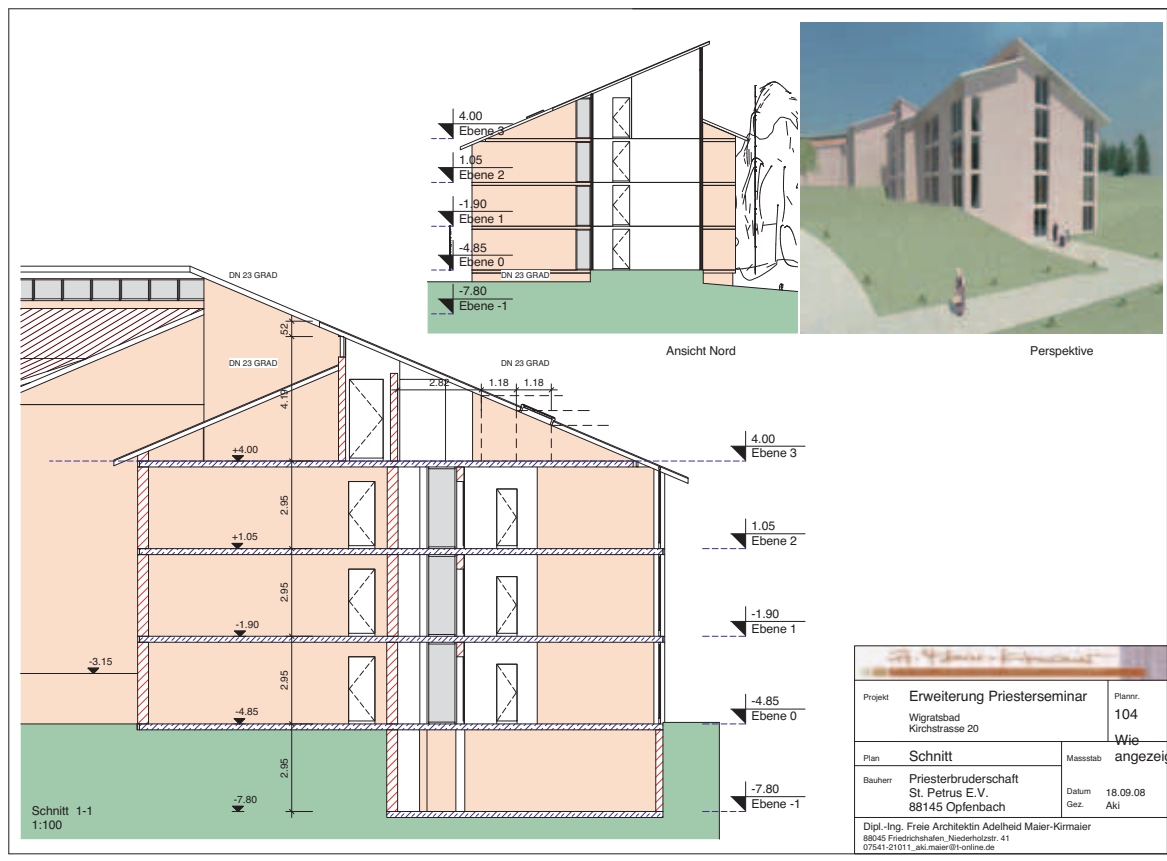 4.00
Ebene 3
1.05
Ebene 2
-1.90
Ebene 1
-4.85
Ebene 0
DN 23 GRAD
-7.80
Ebene -1
Ansicht Nord
Perspektive
DN 23 GRAD
.52
DN 23 GRAD
DN 23 GRAD
2.82
1.18
1.18
4.19
+4.00
4.00
Ebene 3
2.95
+1.05
1.05
Ebene 2
2.95
-1.90
-1.90
Ebene 1
-3.15
2.95
-4.85
-4.85
Ebene 0
2.95
-7.80
-7.80
Ebene -1
Schnitt 1-1
1:100
Projekt Erweiterung Priesterseminar
Wigratsbad
Kirchstrasse 20
Plannr.
104
Plan Schnitt
Massstab Wie
angezeig
Bauherr Priesterbruderschaft
St. Petrus E.V.
88145 Opfenbach
Datum 18.09.08
Gez. Aki
Dipl.-Ing. Freie Architektin Adelheid Maier-Kirmaier
88045 Friedrichshafen_Niederholzstr. 41
07541-21011_aki.maier@t-online.de